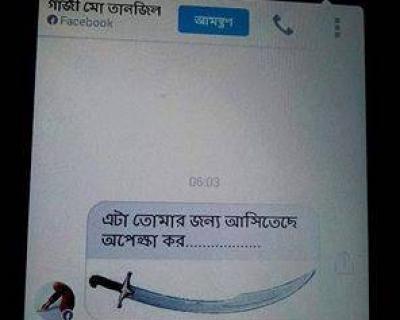 গাজী মো তানজিল
Facebook
আমন্ত্রণ
06:03
এটা তোমার জন্য আসিতেছে
অপেক্ষা কর..................